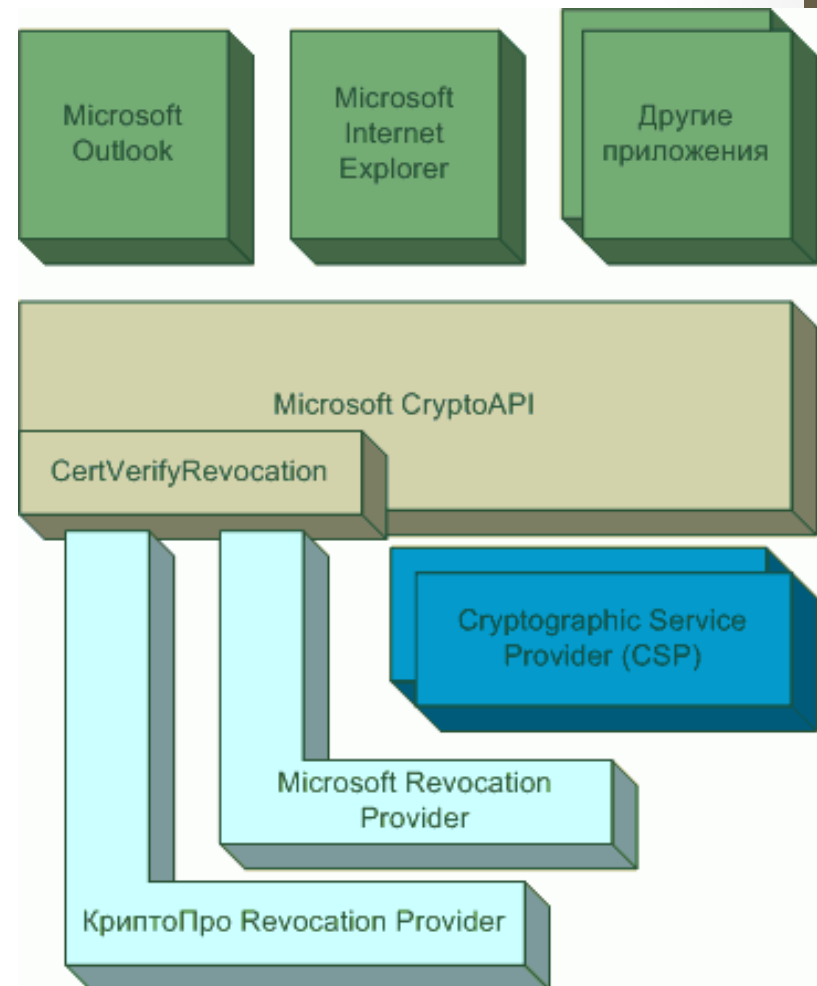 Microsoft
Outlook
Microsoft
Internet
Explorer
Другие
приложения
Microsoft CryptoAPI
CertVerifyRevocation
Cryptographic Service
Provider (CSP)
Microsoft Revocation
Provider
КриптоПро Revocation Provider